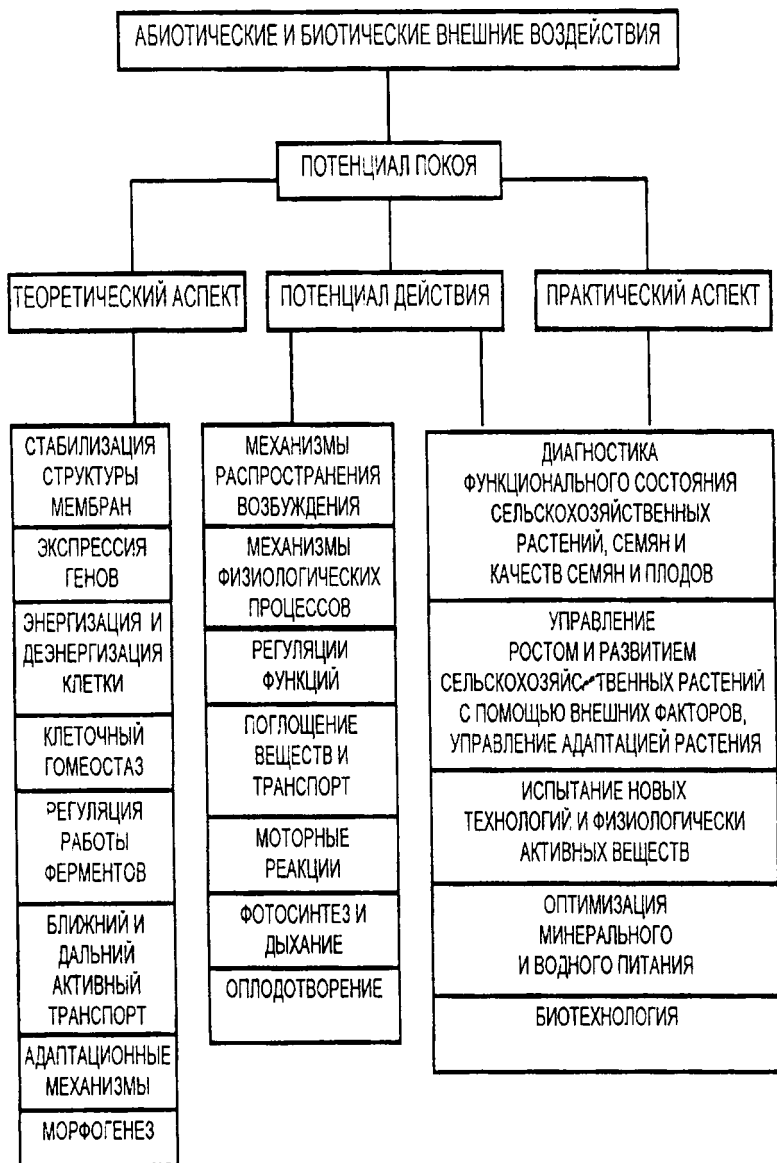 АБИОТИЧЕСКИЕ И БИОТИЧЕСКИЕ ВНЕШНИЕ ВОЗДЕЙСТВИЯ
ПОТЕНЦИАЛ ПОКОЯ
ТЕОРЕТИЧЕСКИЙ АСПЕКТ
ПОТЕНЦИАЛ ДЕЙСТВИЯ
ПРАКТИЧЕСКИЙ АСПЕКТ
СТАБИЛИЗАЦИЯ
СТРУКТУРЫ
МЕМБРАН
ЭКСПРЕССИЯ
ГЕНОВ
ЭНЕРГИЗАЦИЯ И
ДЕЭНЕРГИЗАЦИЯ
КЛЕТКИ
КЛЕТОЧНЫЙ
ГОМЕОСТАЗ
РЕГУЛЯЦИЯ
РАБОТЫ
ФЕРМЕНТОВ
БЛИЖНИЙ И
ДАЛЬНИЙ
АКТИВНЫЙ
ТРАНСПОРТ
АДАПТАЦИОННЫЕ
МЕХАНИЗМЫ
МОРФОГЕНЕЗ
МЕХАНИЗМЫ
РАСПРОСТРАНЕНИЯ
ВОЗБУЖДЕНИЯ
МЕХАНИЗМЫ
ФИЗИОЛОГИЧЕСКИХ
ПРОЦЕССОВ
РЕГУЛЯЦИИ
ФУНКЦИЙ
ПОГЛОЩЕНИЕ
ВЕЩЕСТВ И
ТРАНСПОРТ
МОТОРНЫЕ
РЕАКЦИИ
ФОТОСИНТЕЗ И
ДЫХАНИЕ
ОПЛОДОТВОРЕНИЕ
ДИАГНОСТИКА
ФУНКЦИОНАЛЬНОГО СОСТОЯНИЯ
СЕЛЬСКОХОЗЯЙСТВЕННЫХ
РАСТЕНИЙ, СЕМЯН И
КАЧЕСТВ СЕМЯН И ПЛОДОВ
УПРАВЛЕНИЕ
РОСТОМ И РАЗВИТИЕМ
СЕЛЬСКОХОЗЯЙСТВЕННЫХ РАСТЕНИЙ
С ПОМОЩЬЮ ВНЕШНИХ ФАКТОРОВ,
УПРАВЛЕНИЕ АДАПТАЦИЕЙ РАСТЕНИЯ
ИСПЫТАНИЕ НОВЫХ
ТЕХНОЛОГИЙ И ФИЗИОЛОГИЧЕСКИ
АКТИВНЫХ ВЕЩЕСТВ
ОПТИМИЗАЦИЯ
МИНЕРАЛЬНОГО
И ВОДНОГО ПИТАНИЯ
БИОТЕХНОЛОГИЯ